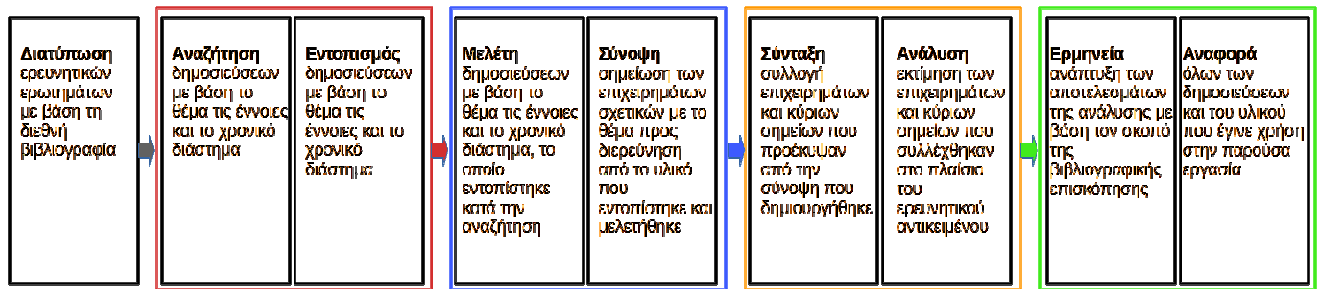 Διατύπωση
ερευνητικών
ερωτημάτων
με βάση τη
διεθνή
βιβλιογραφία
Αναζήτηση
δημοσιεύσεων
με βάση το
θέμα τις έννοιες
και το χρονικό
διάστημα
Εντοπισμός
δημοσιεύσεων
με βάση το
θέμα τις
έννοιες και το
χρονικό
διάστημα
Μελέτη
δημοσιεύσεων
με βάση το
θέμα τις έννοιες
και το χρονικό
διάστημα, το
οποίο
εντοπίστηκε
κατά την
αναζήτηση
Σύνοψη
σημείωση των
επιχειρημάτων
σχετικών με το
θέμα προς
διερεύνηση
από το υλικό
που
εντοπίστηκε και
μελετήθηκε
Σύνταξη
συλλογή
επιχειρημάτων
και κύριων
σημείων που
προέκυψαν
από την
σύνοψη που
δημιουργήθηκε
Ανάλυση
εκτίμηση των
επιχειρημάτων
και κύριων
σημείων που
συλλέχθηκαν
στο πλαίσιο
του
ερευνητικού
αντικειμένου
Ερμηνεία
ανάπτυξη των
αποτελεσμάτων
της ανάλυσης με
βάση τον σκοπό
της
βιβλιογραφικής
επισκόπησης
Αναφορά
όλων των
δημοσιεύσεων
και του υλικού
που έγινε χρήση
στην παρούσα
εργασία